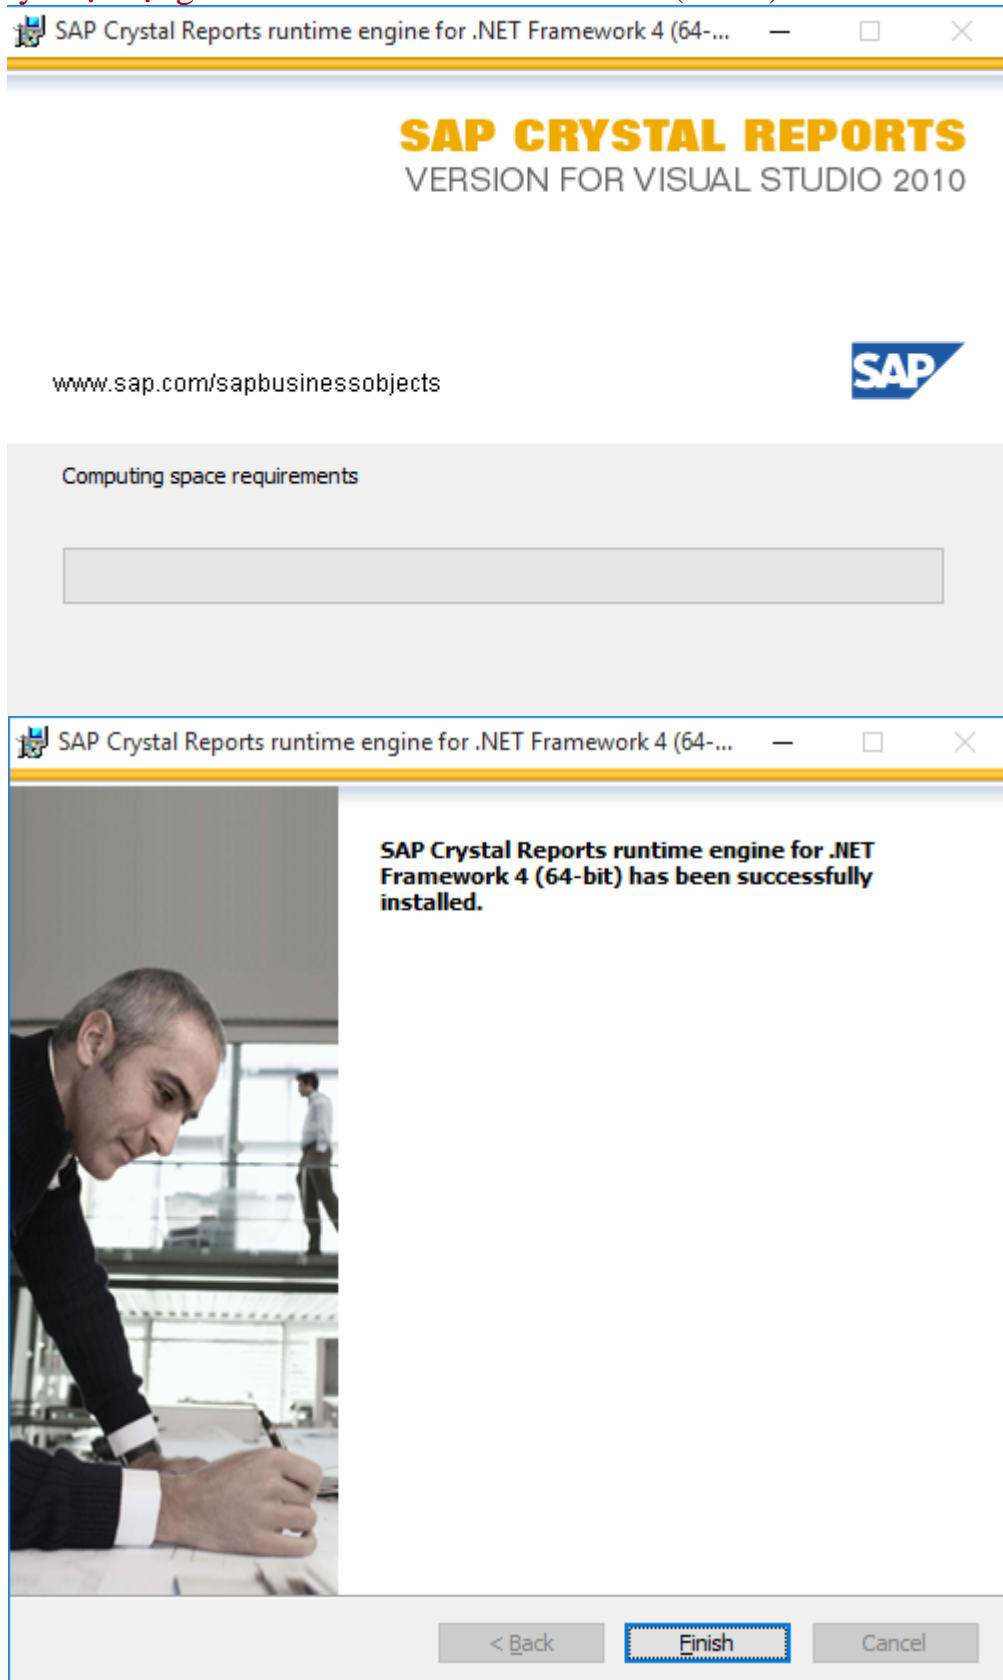 SAP Crystal Reports runtime engine for .NET Framework 4 (64-...
SAP CRYSTAL REPORTS
VERSION FOR VISUAL STUDIO 2010
www.sap.com/sapbusinessobjects
SAP
Computing space requirements
SAP Crystal Reports runtime engine for .NET Framework 4 (64-...
SAP Crystal Reports runtime engine for .NET
Framework 4 (64-bit) has been successfully
installed.
< Back
Finish
Cancel